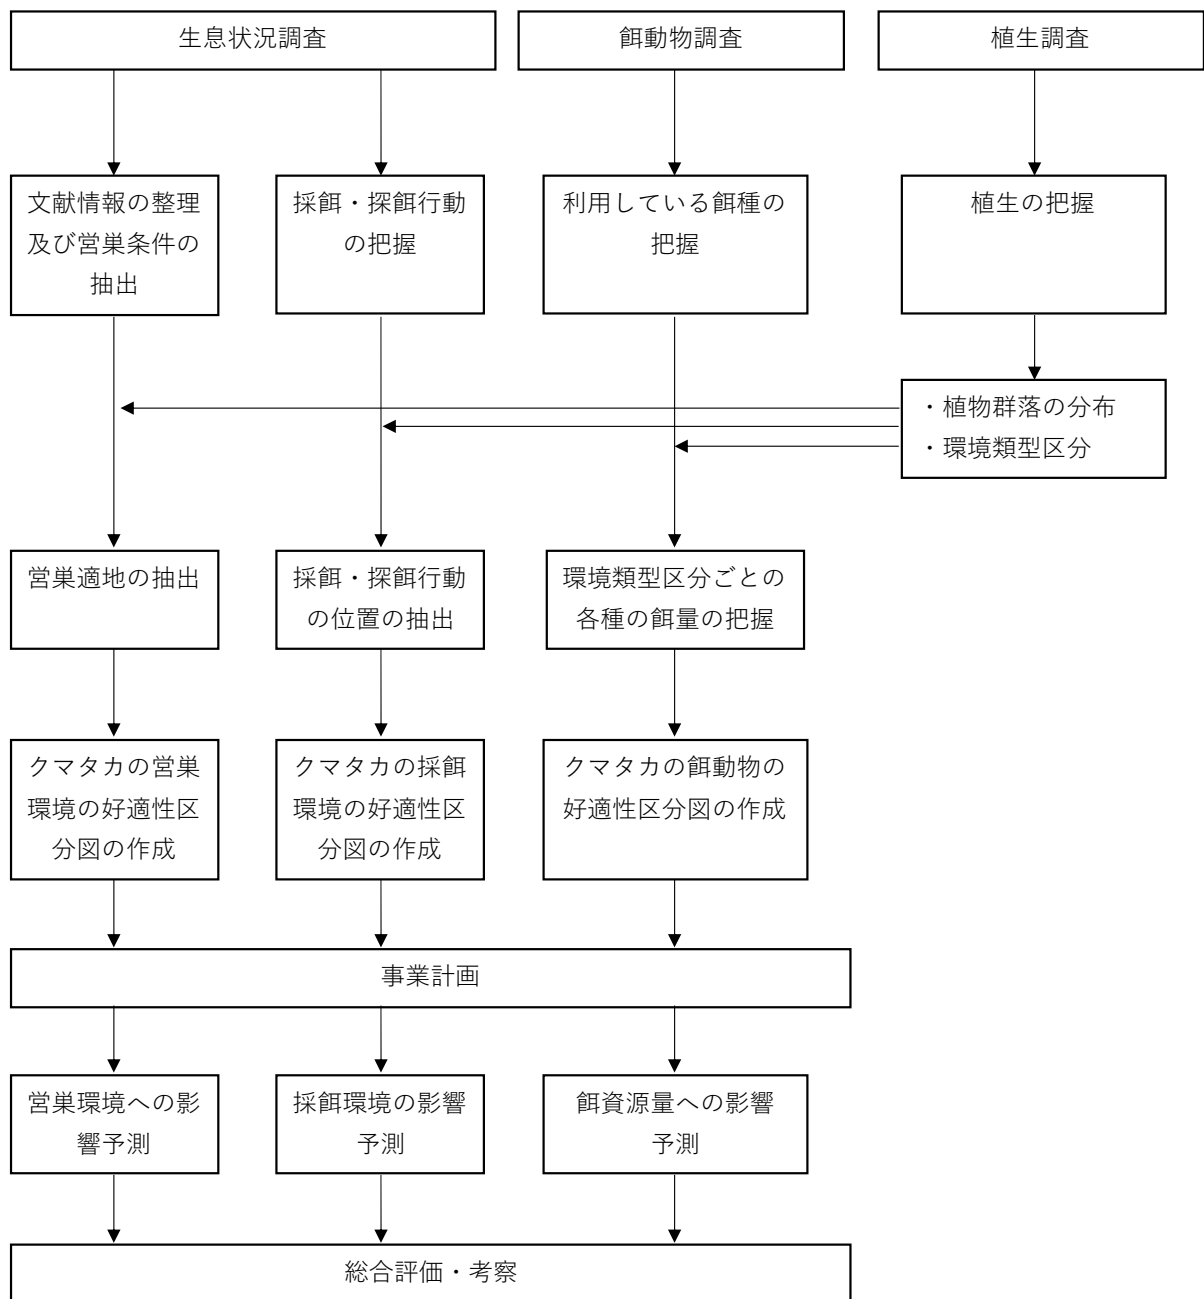 生息状況調査
餌動物調査
植生調査
文献情報の整理
及び営巣条件の
抽出
採餌・探餌行動
の把握
利用している餌種の
把握
植生の把握
・植物群落の分布
・環境類型区分
営巣適地の抽出
採餌・探餌行動
の位置の抽出
環境類型区分ごとの
各種の餌量の把握
クマタカの営巣
環境の好適性区
分図の作成
クマタカの採餌
環境の好適性区
分図の作成
クマタカの餌動物の
好適性区分図の作成
事業計画
営巣環境への影
響予測
採餌環境の影響
予測
餌資源量への影響
予測
総合評価・考察